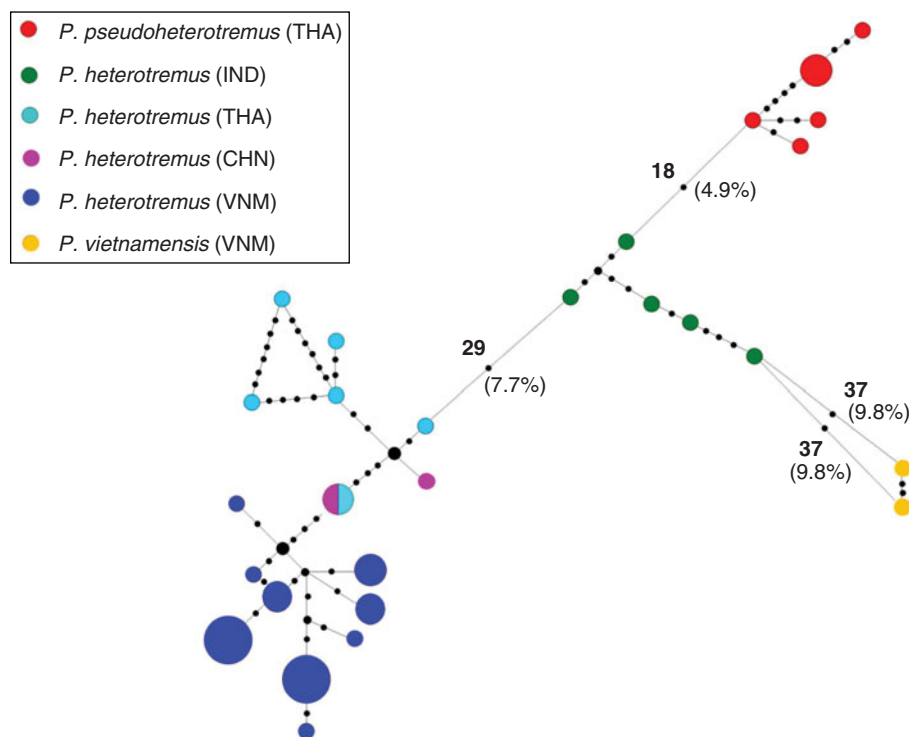 P. pseudoheterotremus (THA)
P. heterotremus (IND)
P. heterotremus (THA)
P. heterotremus (CHN)
P. heterotremus (VNM)
P. vietnamensis (VNM)
18
(4.9%)
29
(7.7%)
37
(9.8%)
37
(9.8%)